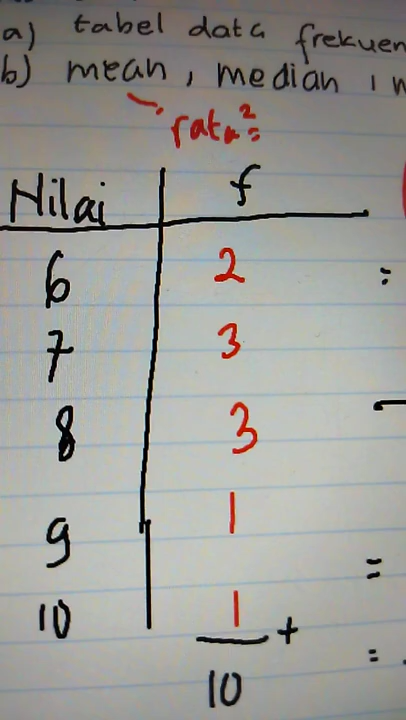 a) tabel data frekuen
b) mean, median, m
rata²
Nilai f
6 2 :
7 3
8 3
9 1 =
10 1 + =
10